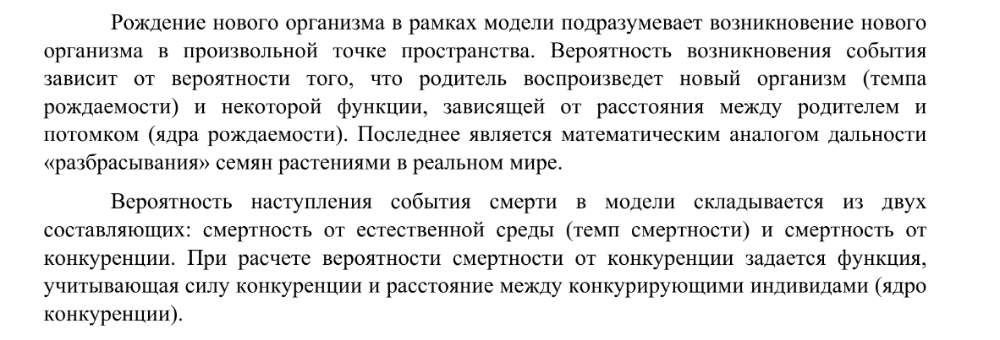 Рождение нового организма в рамках модели подразумевает возникновение нового
организма в произвольной точке пространства. Вероятность возникновения события
зависит от вероятности того, что родитель воспроизведет новый организм (темпа
рождаемости) и некоторой функции, зависящей от расстояния между родителем и
потомком (ядра рождаемости). Последнее является математическим аналогом дальности
«разбрасывания» семян растениями в реальном мире.
Вероятность наступления события смерти в модели складывается из двух
составляющих: смертность от естественной среды (темп смертности) и смертность от
конкуренции. При расчете вероятности смертности от конкуренции задается функция,
учитывающая силу конкуренции и расстояние между конкурирующими индивидами (ядро
конкуренции).